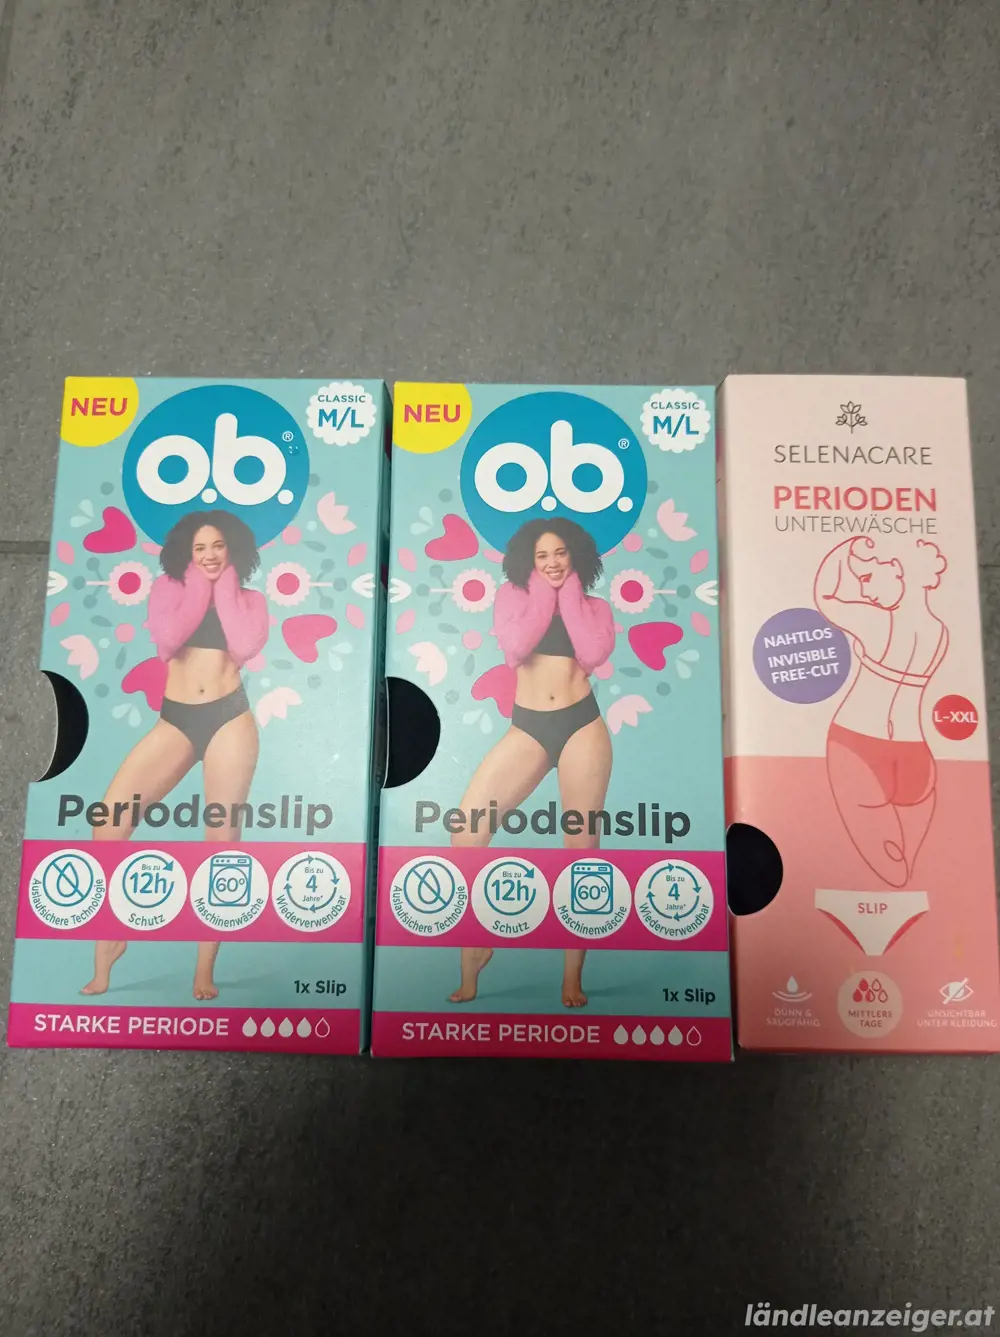 NEU
CLASSIC
M/L
o.b.®
Periodenslip
Auslaufsichere Technologie
Bis zu
12h
Schutz
60°
Maschinenwäsche
Bis zu
4
Jahre*
Wiederverwendbar
1x Slip
STARKE PERIODE
NEU
CLASSIC
M/L
o.b.®
Periodenslip
Auslaufsichere Technologie
Bis zu
12h
Schutz
60°
Maschinenwäsche
Bis zu
4
Jahre*
Wiederverwendbar
1x Slip
STARKE PERIODE
SELENACARE
PERIODEN
UNTERWÄSCHE
NAHTLOS
INVISIBLE
FREE-CUT
L-XXL
SLIP
DÜNN &
SAUGFÄHIG
MITTLERE
TAGE
UNSICHTBAR
UNTER KLEIDUNG
ländleanzeiger.at